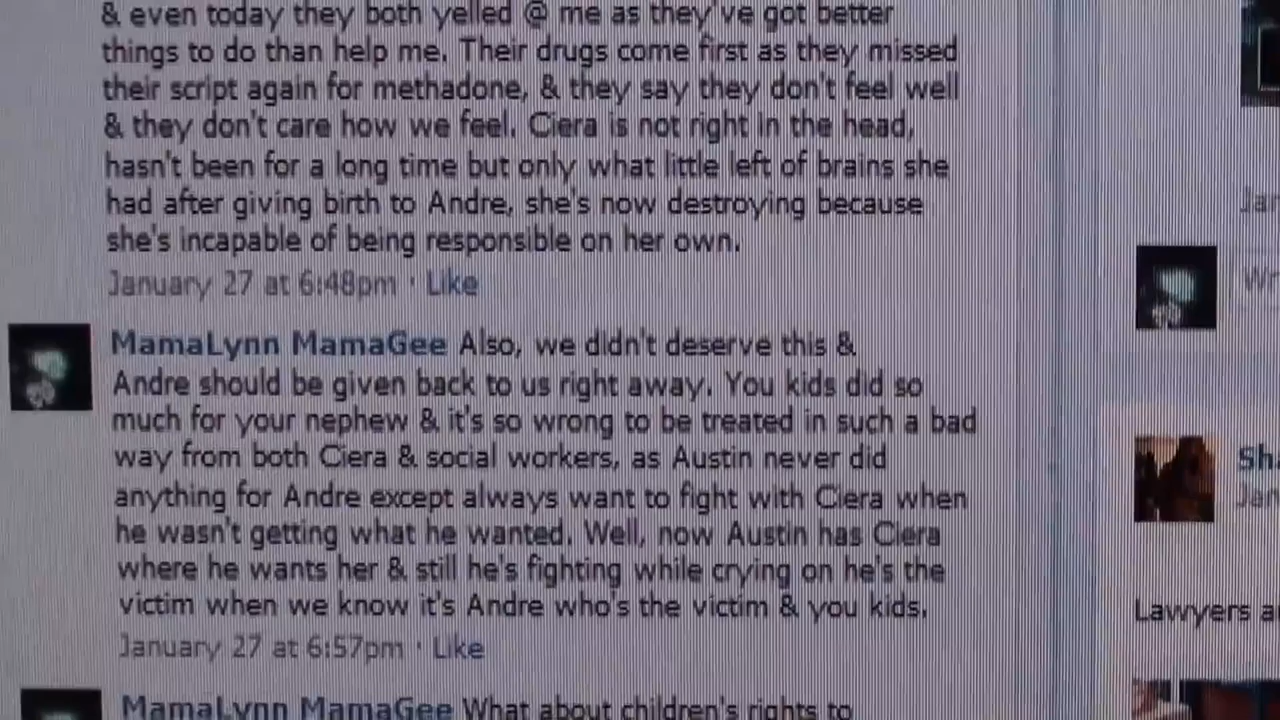 & even today they both yelled @ me as they've got better
things to do than help me. Their drugs come first as they missed
their script again for methadone, & they say they don't feel well
& they don't care how we feel. Ciera is not right in the head,
hasn't been for a long time but only what little left of brains she
had after giving birth to Andre, she's now destroying because
she's incapable of being responsible on her own.
January 27 at 6:48pm · Like
MamaLynn MamaGee Also, we didn't deserve this &
Andre should be given back to us right away. You kids did so
much for your nephew & it's so wrong to be treated in such a bad
way from both Ciera & social workers, as Austin never did
anything for Andre except always want to fight with Ciera when
he wasn't getting what he wanted. Well, now Austin has Ciera
where he wants her & still he's fighting while crying on he's the
victim when we know it's Andre who's the victim & you kids.
January 27 at 6:57pm · Like
MamaLynn MamaGee What about children's rights to
Lawyers